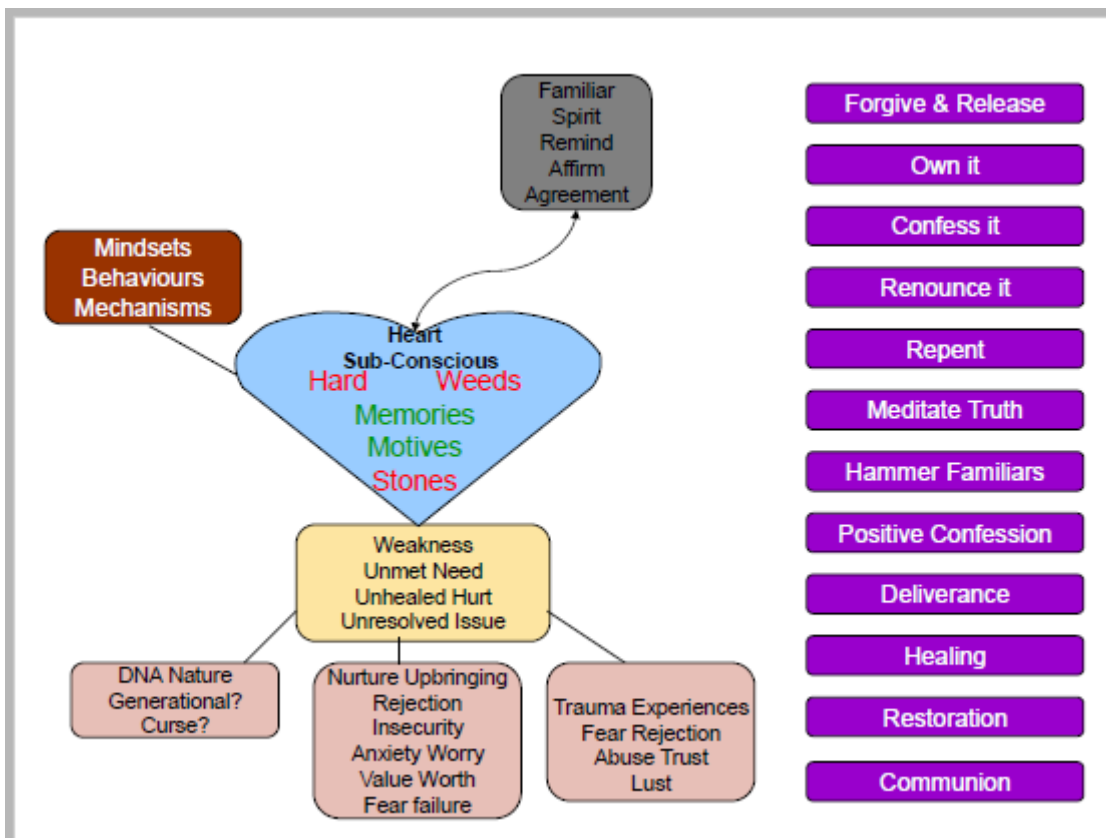 Familiar
Spirit
Remind
Affirm
Agreement
Mindsets
Behaviours
Mechanisms
Heart
Sub-Conscious
Hard Weeds
Memories
Motives
Stones
Weakness
Unmet Need
Unhealed Hurt
Unresolved Issue
DNA Nature
Generational?
Curse?
Nurture Upbringing
Rejection
Insecurity
Anxiety Worry
Value Worth
Fear failure
Trauma Experiences
Fear Rejection
Abuse Trust
Lust
Forgive & Release
Own it
Confess it
Renounce it
Repent
Meditate Truth
Hammer Familiars
Positive Confession
Deliverance
Healing
Restoration
Communion